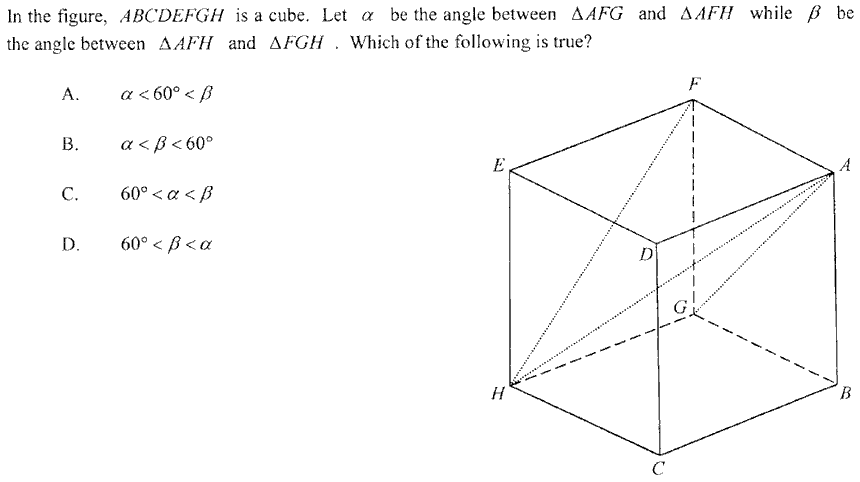 In the figure, ABCDEFGH is a cube. Let α be the angle between ΔAFG and ΔAFH while β be
the angle between ΔAFH and ΔFGH . Which of the following is true?
A. α < 60° < β
B. α < β < 60°
C. 60° < α < β
D. 60° < β < α
F
E
A
D
G
H
B
C